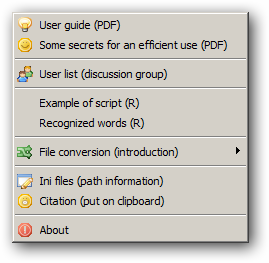 User guide (PDF)
Some secrets for an efficient use (PDF)
User list (discussion group)
Example of script (R)
Recognized words (R)
File conversion (introduction)
Ini files (path information)
Citation (put on clipboard)
About